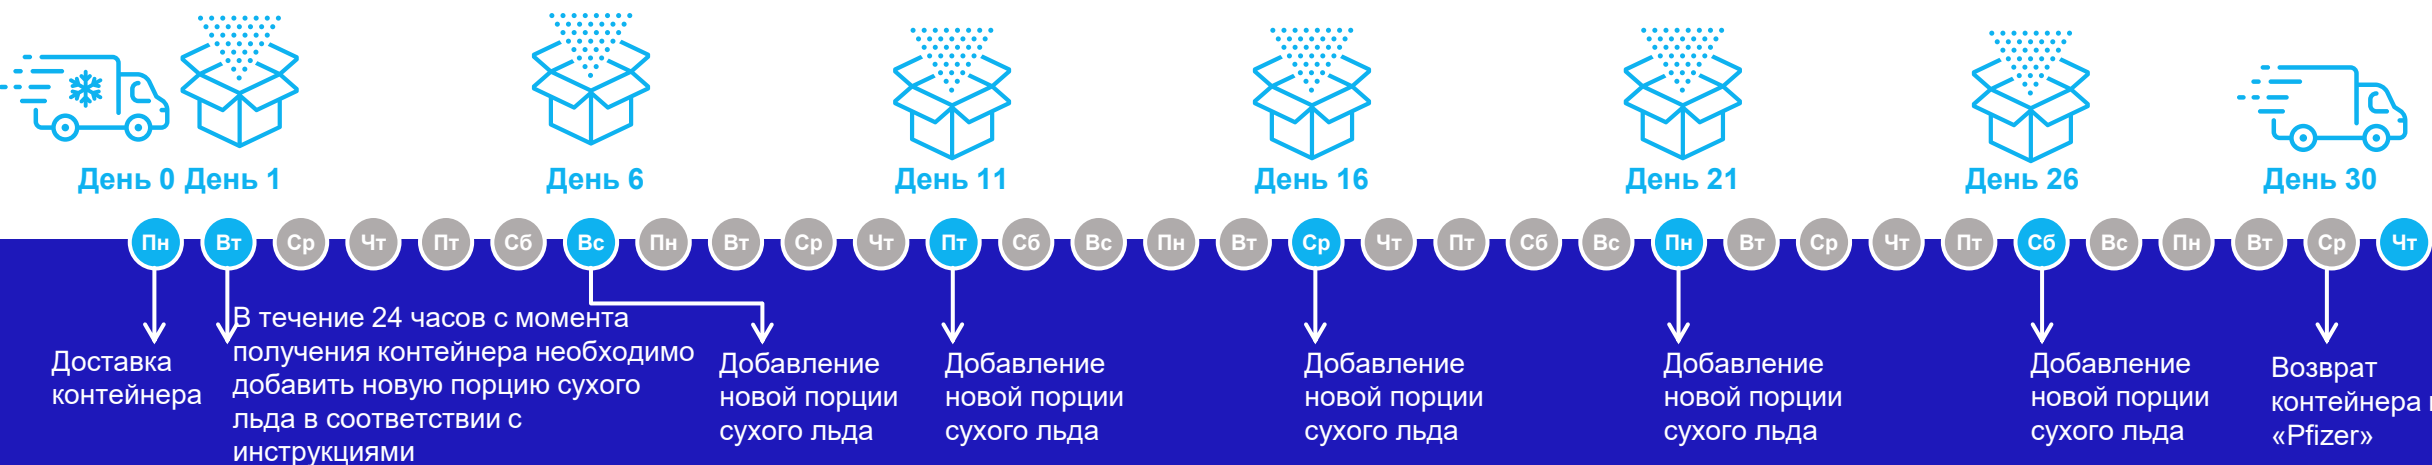 День 0 День 1 День 6 День 11 День 16 День 21 День 26 День 30
Пн Вт Ср Чт Пт Сб Вс Пн Вт Ср Чт Пт Сб Вс Пн Вт Ср Чт Пт Сб Вс Пн Вт Ср Чт Пт Сб Вс Пн Вт Ср Чт
Доставка
контейнера
В течение 24 часов с момента
получения контейнера необходимо
добавить новую порцию сухого
льда в соответствии с
инструкциями
Добавление
новой порции
сухого льда
Добавление
новой порции
сухого льда
Добавление
новой порции
сухого льда
Добавление
новой порции
сухого льда
Добавление
новой порции
сухого льда
Возврат
контейнера
«Pfizer»